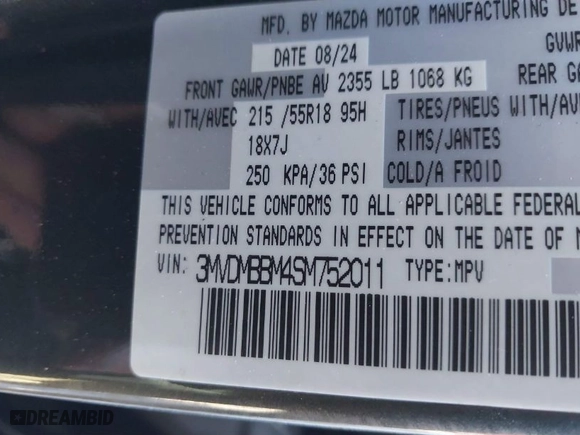 MFD. BY MAZDA MOTOR MANUFACTURING DE
DATE 08/24 GVWR
FRONT GAWR/PNBE AV 2355 LB 1068 KG REAR GA
WITH/AVEC 215 /55R18 95H TIRES/PNEUS WITH/AV
18X7J RIMS/JANTES
250 KPA/36 PSI COLD/A FROID
THIS VEHICLE CONFORMS TO ALL APPLICABLE FEDERAL
PREVENTION STANDARDS IN EFFECT ON THE DATE OF M
VIN: 3MVDMBBM4SM752011 TYPE:MPV
DREAMBID